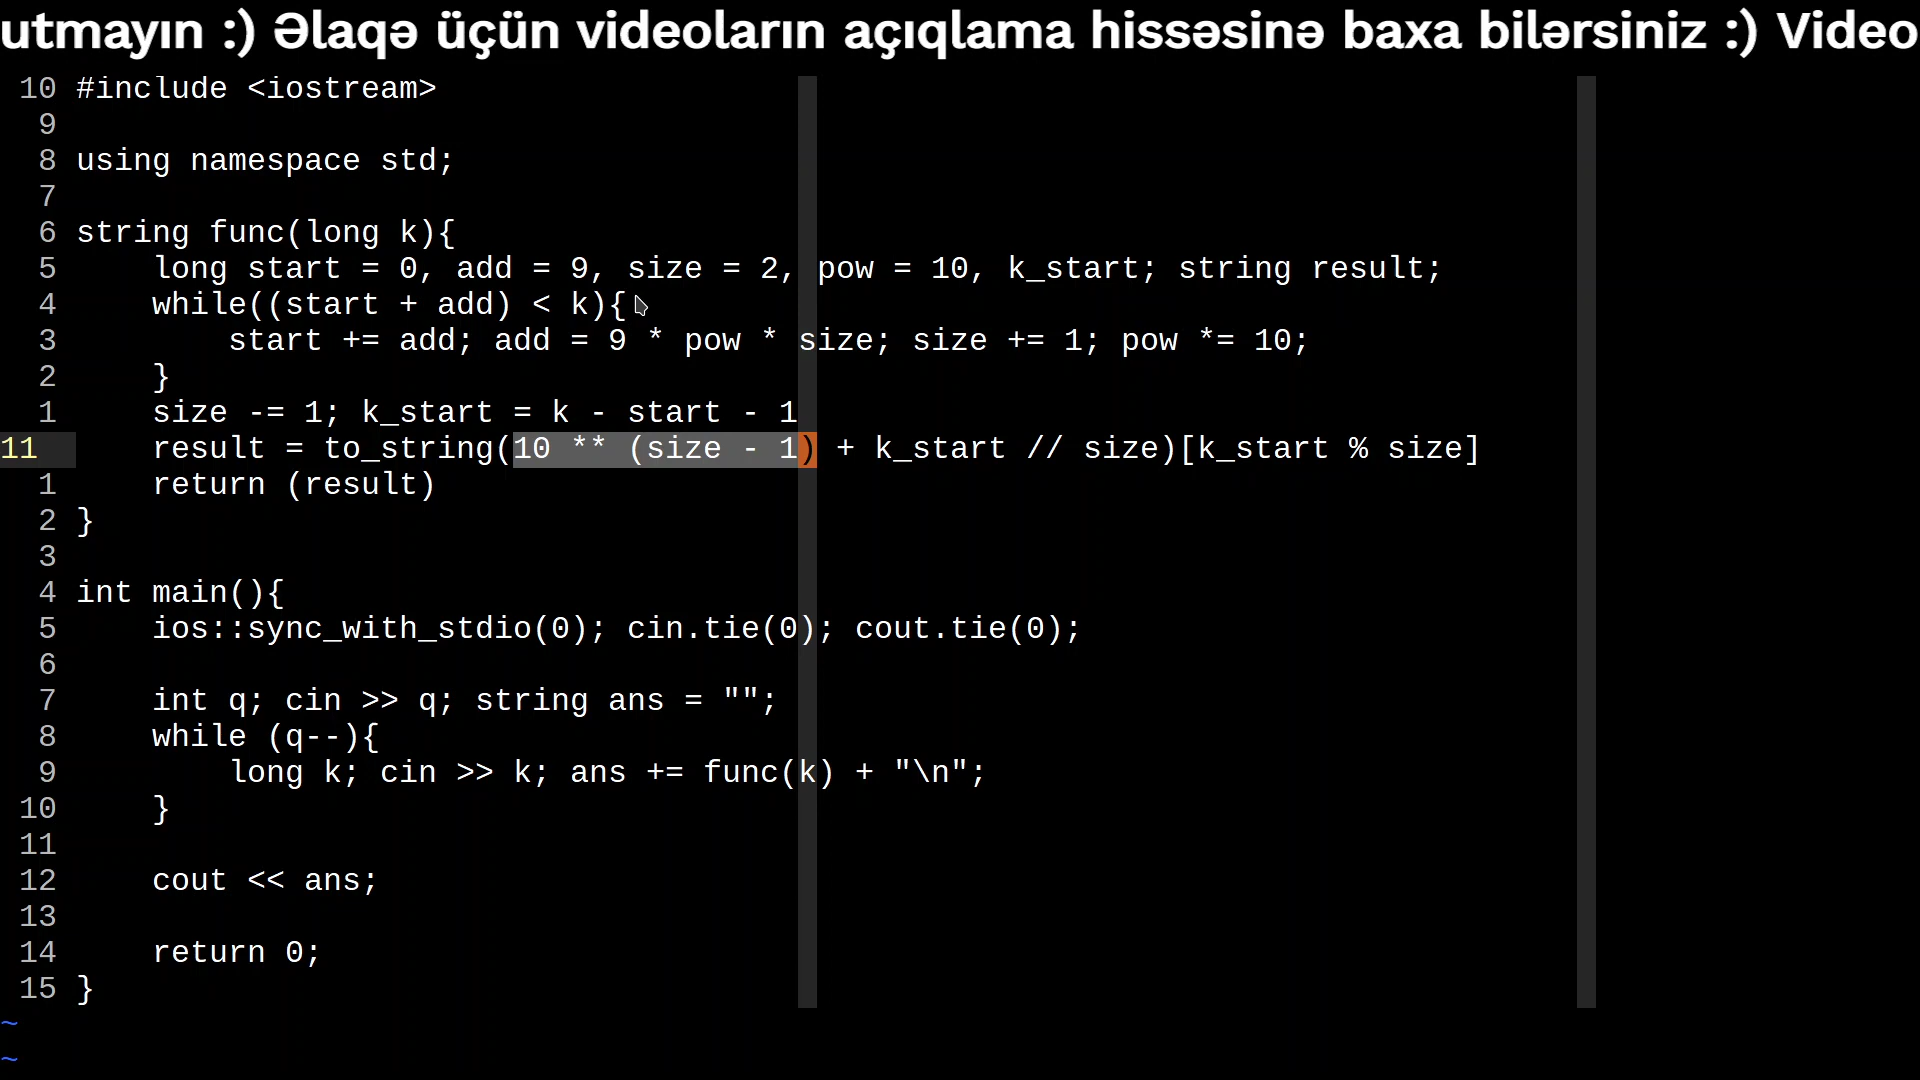 utmayın :) Əlaqə üçün videoların açıqlama hissəsinə baxa bilərsiniz :) Video
10 #include <iostream>
9
8 using namespace std;
7
6 string func(long k){
5     long start = 0, add = 9, size = 2, pow = 10, k_start; string result;
4     while((start + add) < k){
3         start += add; add = 9 * pow * size; size += 1; pow *= 10;
2     }
1     size -= 1; k_start = k - start - 1
11     result = to_string(10 ** (size - 1) + k_start // size)[k_start % size]
1     return (result)
2 }
3
4 int main(){
5     ios::sync_with_stdio(0); cin.tie(0); cout.tie(0);
6
7     int q; cin >> q; string ans = "";
8     while (q--){
9         long k; cin >> k; ans += func(k) + "\n";
10     }
11
12     cout << ans;
13
14     return 0;
15 }
~
~